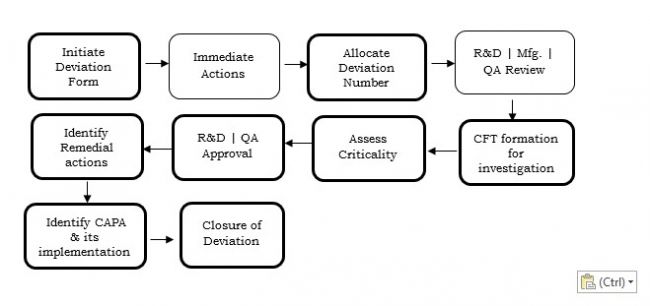 Initiate
Deviation
Form
Immediate
Actions
Allocate
Deviation
Number
R&D | Mfg. |
QA Review
CFT formation
for
investigation
Assess
Criticality
R&D | QA
Approval
Identify
Remedial
actions
Identify CAPA
& its
implementation
Closure of
Deviation
(Ctrl)